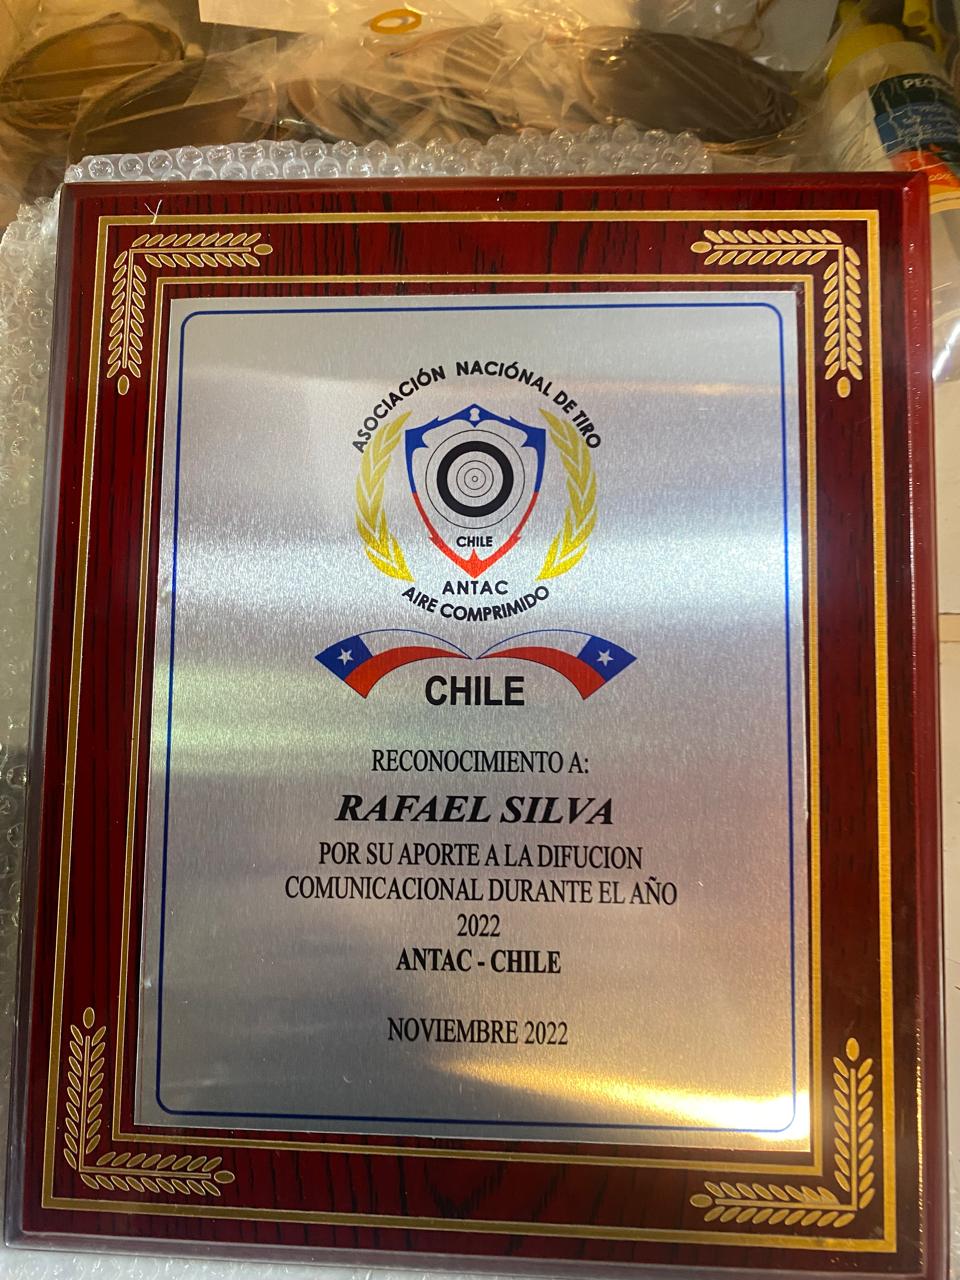 ASOCIACIÓN NACIÓNAL DE TIRO
CHILE
ANTAC
AIRE COMPRIMIDO
CHILE
RECONOCIMIENTO A:
RAFAEL SILVA
POR SU APORTE A LA DIFUCION
COMUNICACIONAL DURANTE EL AÑO
2022
ANTAC - CHILE
NOVIEMBRE 2022